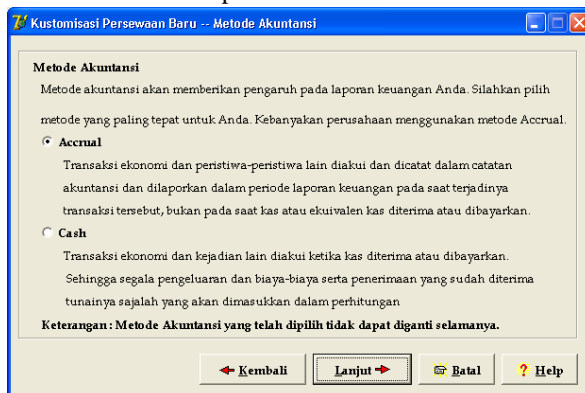 Kustomisasi Persewaan Baru -- Metode Akuntansi
Metode Akuntansi
Metode akuntansi akan memberikan pengaruh pada laporan keuangan Anda. Silahkan pilih
metode yang paling tepat untuk Anda. Kebanyakan perusahaan menggunakan metode Accrual.
Accrual
Transaksi ekonomi dan peristiwa-peristiwa lain diakui dan dicatat dalam catatan
akuntansi dan dilaporkan dalam periode laporan keuangan pada saat terjadinya
transaksi tersebut, bukan pada saat kas atau ekuivalen kas diterima atau dibayarkan.
Cash
Transaksi ekonomi dan kejadian lain diakui ketika kas diterima atau dibayarkan.
Sehingga segala pengeluaran dan biaya-biaya serta penerimaan yang sudah diterima
tunainya sajalah yang akan dimasukkan dalam perhitungan
Keterangan : Metode Akuntansi yang telah dipilih tidak dapat diganti selamanya.
Kembali Lanjut Batal ? Help